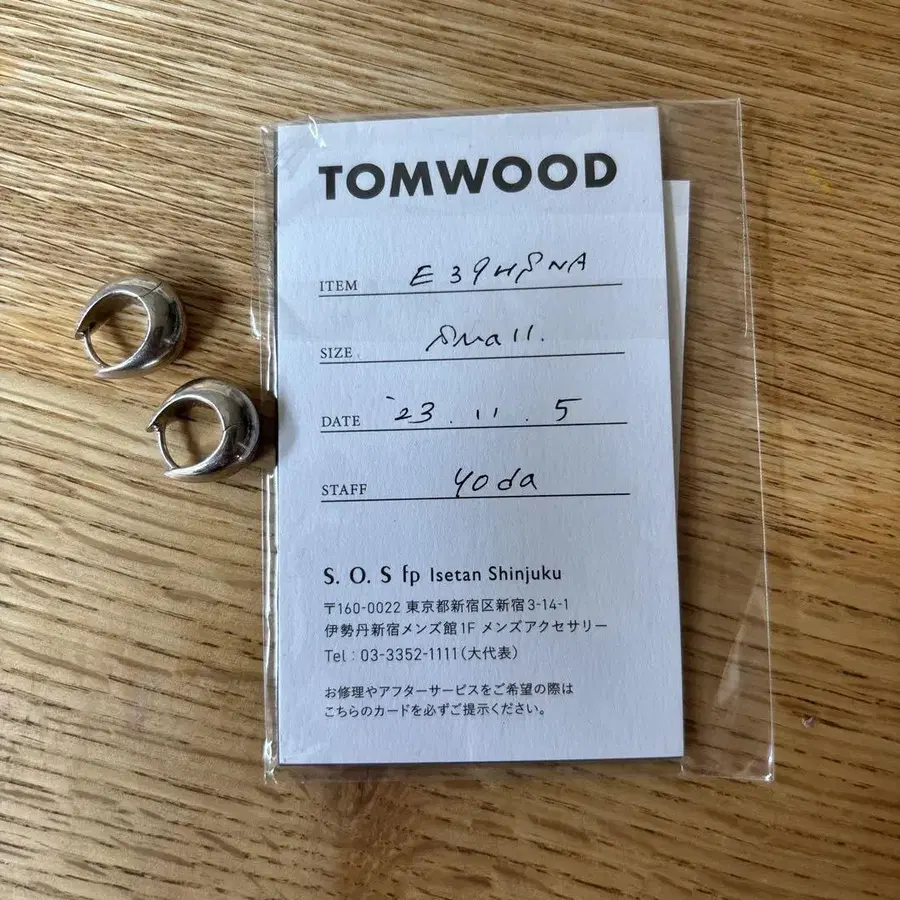 TOMWOOD
ITEM E39HSNA
SIZE Small.
DATE '23.11.5
STAFF Yoda
S. O. S fp Isetan Shinjuku
〒160-0022 東京都新宿区新宿3-14-1
伊勢丹新宿メンズ館1F メンズアクセサリー
Tel : 03-3352-1111(大代表)
お修理やアフターサービスをご希望の際は
こちらのカードを必ずご提示ください。